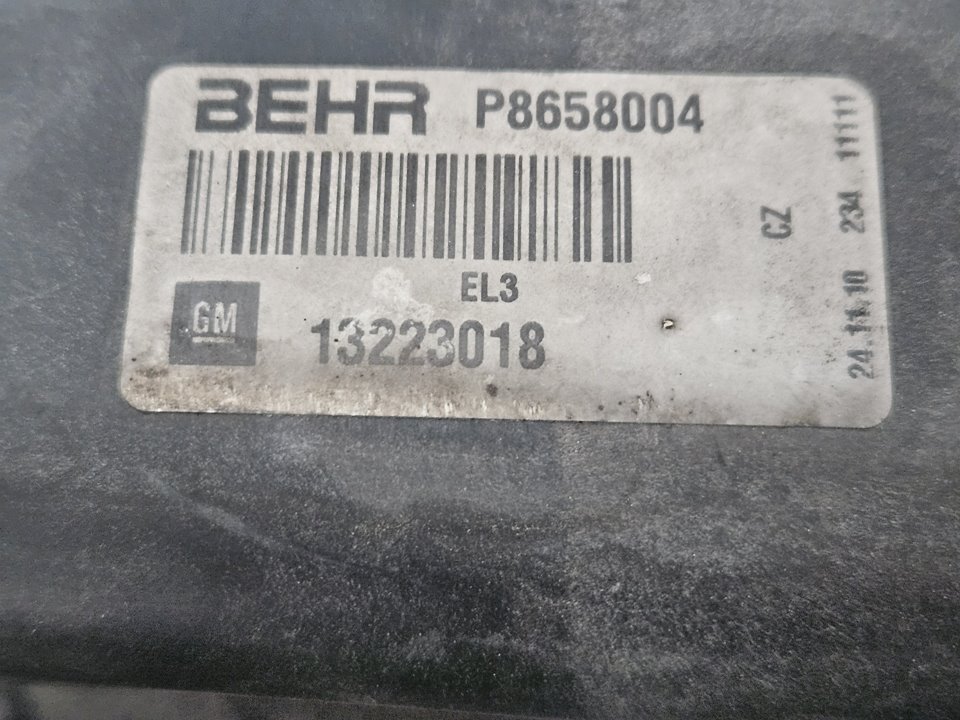 BEHR P8658004
EL3
GM
13223018
CZ
24.11.10 234 11111